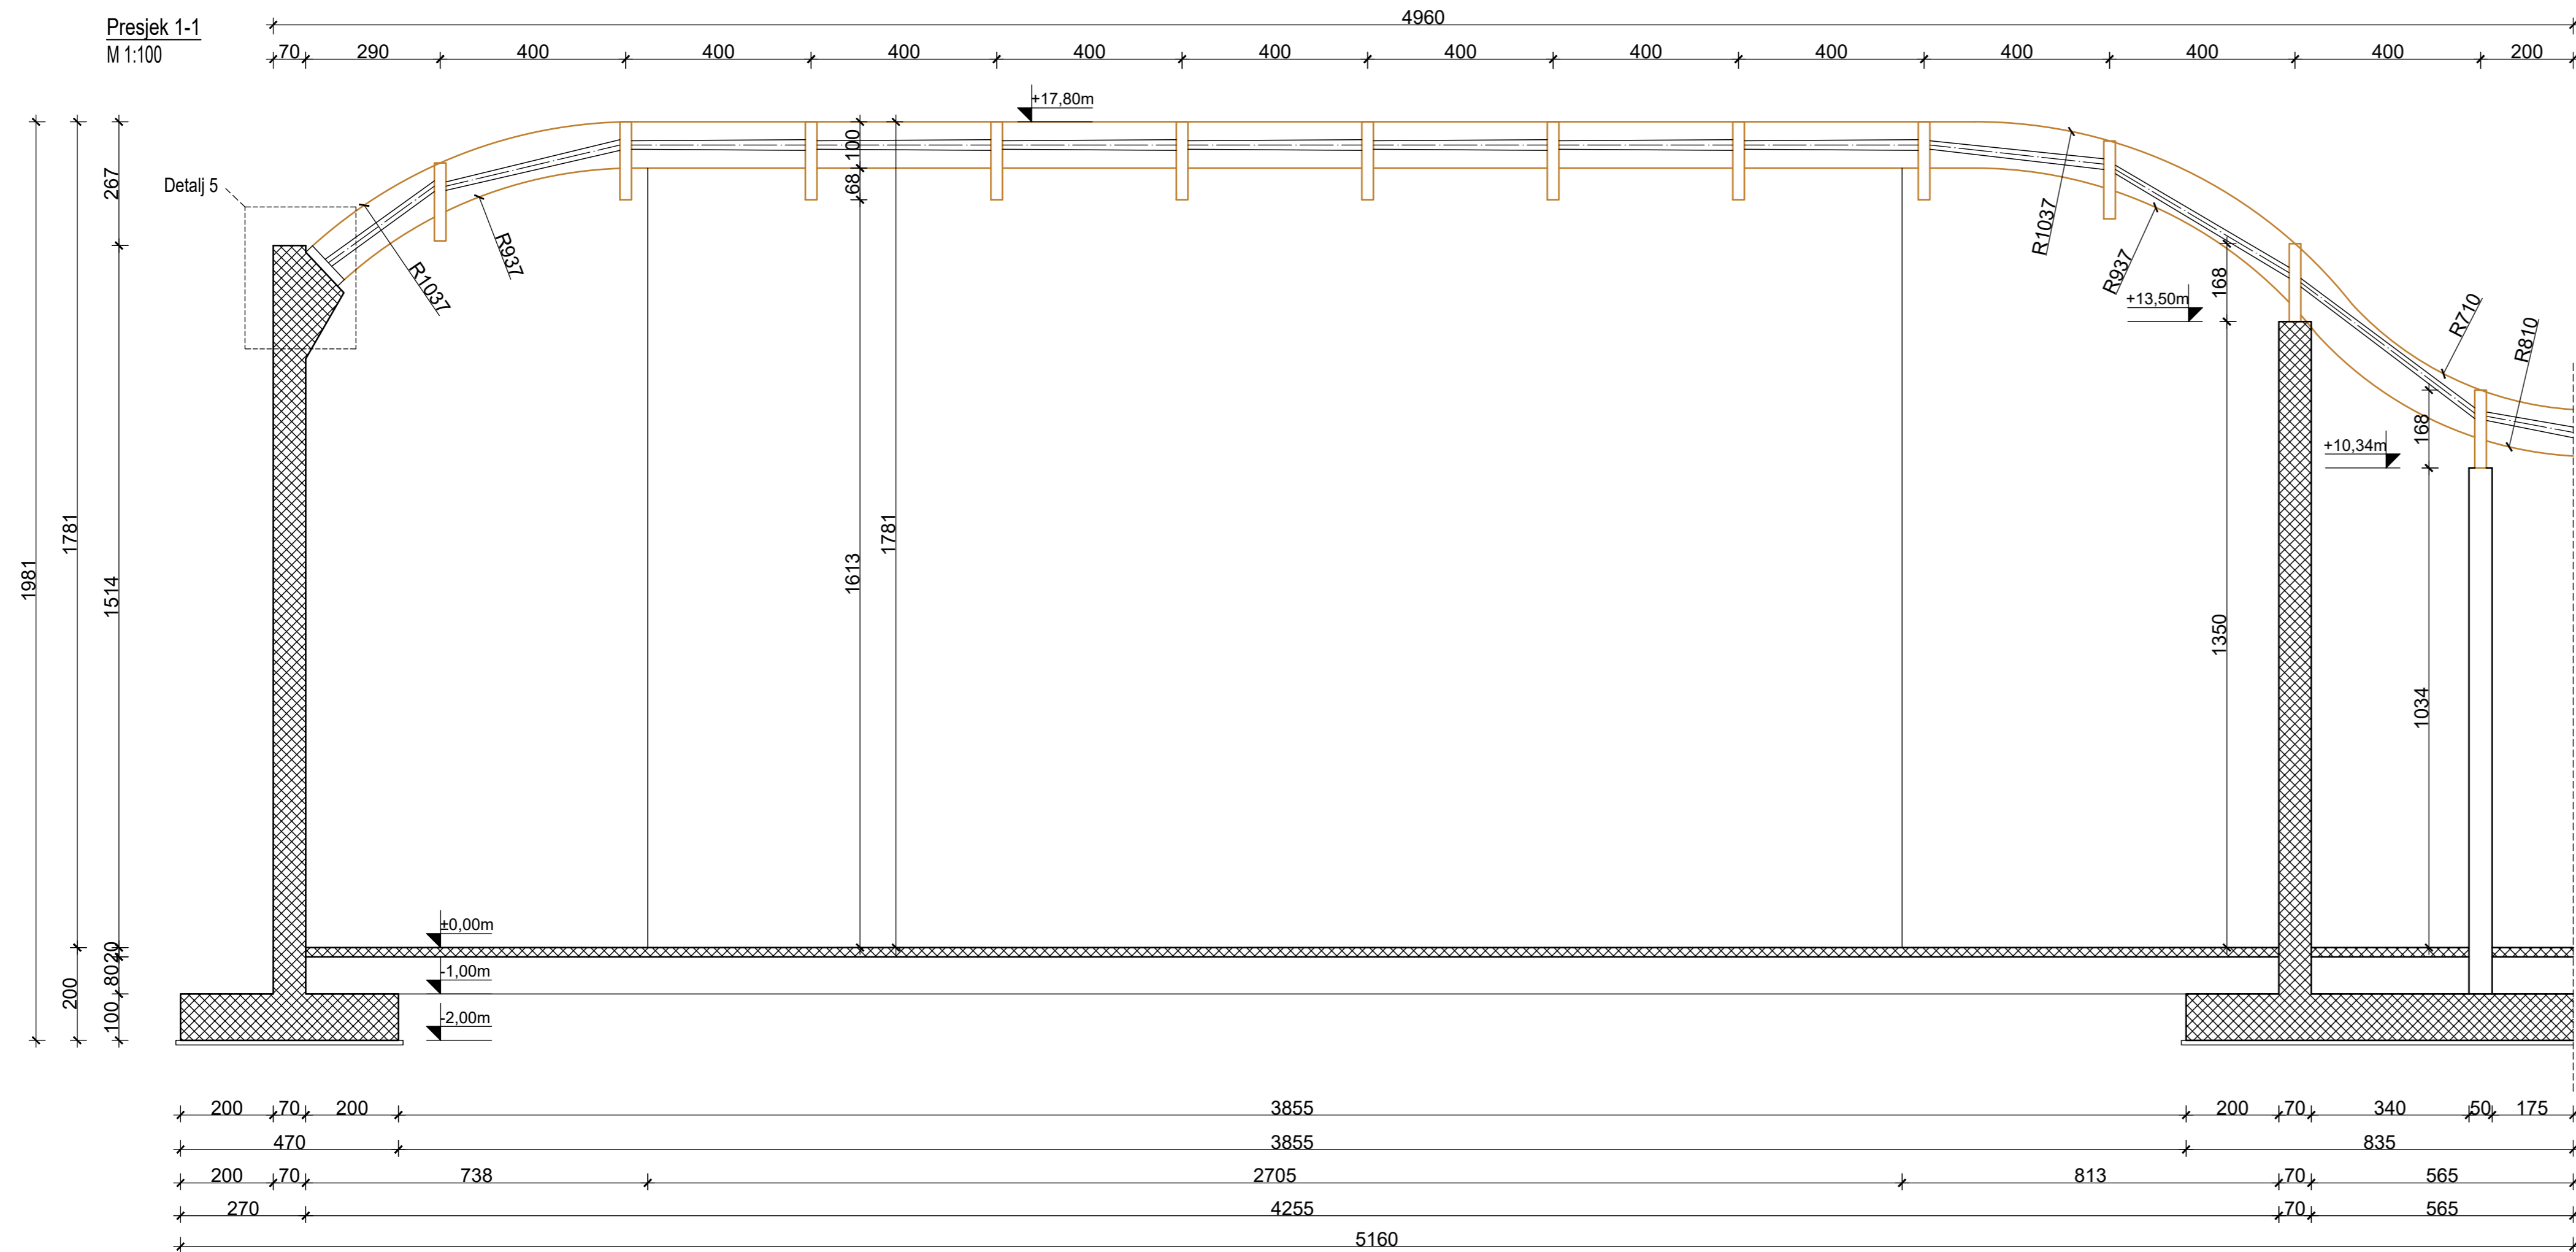 Presjek 1-1
M 1:100
4960
70 290 400 400 400 400 400 400 400 400 400 400 400 200
+17,80m
267
Detalj 5
100
68
R1037
R937
R1037
R937
168
+13,50m
R710
R810
168
+10,34m
1981
1781
1514
1613
1781
1350
1034
±0,00m
20
80
-1,00m
200
100
-2,00m
200 70 200 3855 200 70 340 50 175
470 3855 835
200 70 738 2705 813 70 565
270 4255 70 565
5160